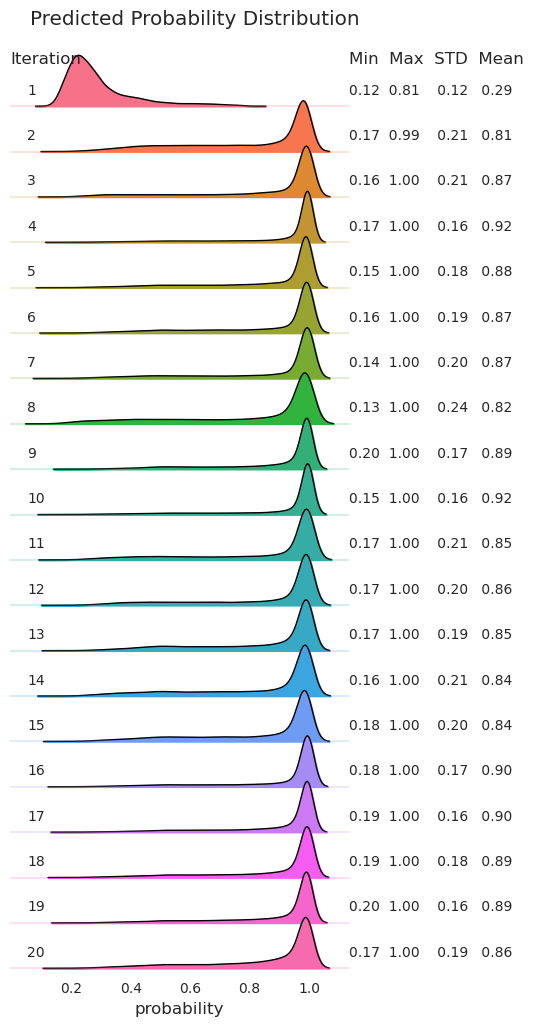 Predicted Probability Distribution
Iteration Min Max STD Mean
1 0.12 0.81 0.12 0.29
2 0.17 0.99 0.21 0.81
3 0.16 1.00 0.21 0.87
4 0.17 1.00 0.16 0.92
5 0.15 1.00 0.18 0.88
6 0.16 1.00 0.19 0.87
7 0.14 1.00 0.20 0.87
8 0.13 1.00 0.24 0.82
9 0.20 1.00 0.17 0.89
10 0.15 1.00 0.16 0.92
11 0.17 1.00 0.21 0.85
12 0.17 1.00 0.20 0.86
13 0.17 1.00 0.19 0.85
14 0.16 1.00 0.21 0.84
15 0.18 1.00 0.20 0.84
16 0.18 1.00 0.17 0.90
17 0.19 1.00 0.16 0.90
18 0.19 1.00 0.18 0.89
19 0.20 1.00 0.16 0.89
20 0.17 1.00 0.19 0.86
0.2 0.4 0.6 0.8 1.0
probability